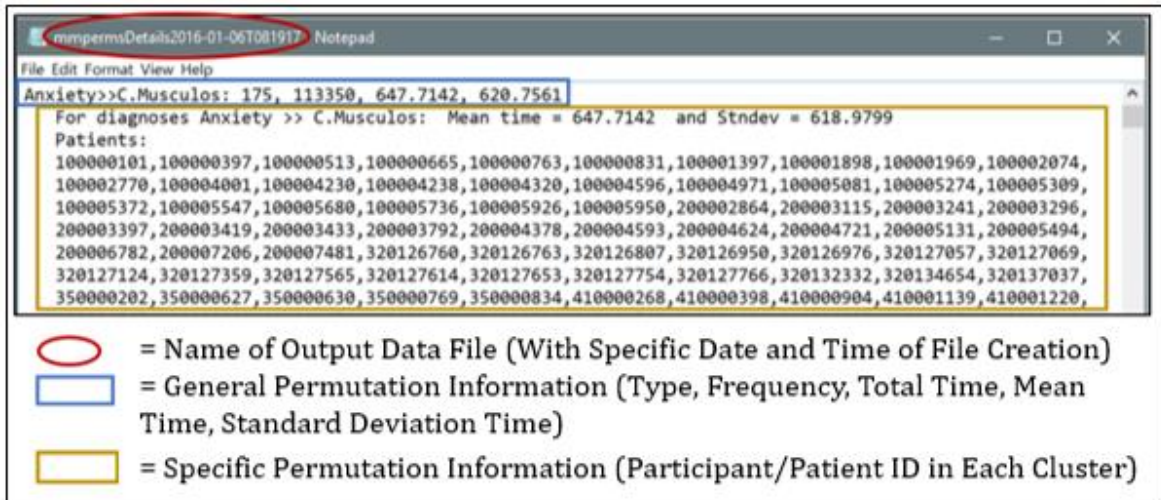 mmpermsDetails2016-01-06T081917 - Notepad
File Edit Format View Help
Anxiety>>C.Musculos: 175, 113350, 647.7142, 620.7561
For diagnoses Anxiety >> C.Musculos: Mean time = 647.7142 and Stndev = 618.9799
Patients:
100000101,100000397,100000513,100000665,100000763,100000831,100001397,100001898,100001969,100002074,
100002770,100004001,100004230,100004238,100004320,100004596,100004971,100005081,100005274,100005309,
100005372,100005547,100005680,100005736,100005926,100005950,200002864,200003115,200003241,200003296,
200003397,200003419,200003433,200003792,200004378,200004593,200004624,200004721,200005131,200005494,
200006782,200007206,200007481,320126760,320126763,320126807,320126950,320126976,320127057,320127069,
320127124,320127359,320127565,320127614,320127653,320127754,320127766,320132332,320134654,320137037,
350000202,350000627,350000630,350000769,350000834,410000268,410000398,410000904,410001139,410001220,
= Name of Output Data File (With Specific Date and Time of File Creation)
= General Permutation Information (Type, Frequency, Total Time, Mean
Time, Standard Deviation Time)
= Specific Permutation Information (Participant/Patient ID in Each Cluster)